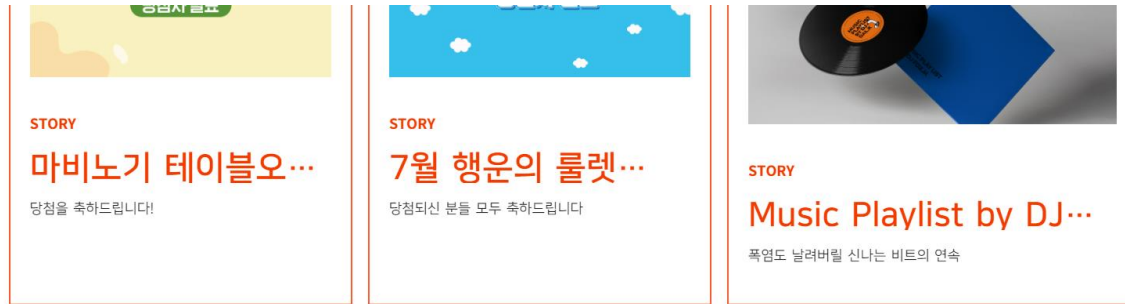 STORY
마비노기 테이블오…
당첨을 축하드립니다!
STORY
7월 행운의 룰렛…
당첨되신 분들 모두 축하드립니다
STORY
Music Playlist by DJ…
폭염도 날려버릴 신나는 비트의 연속